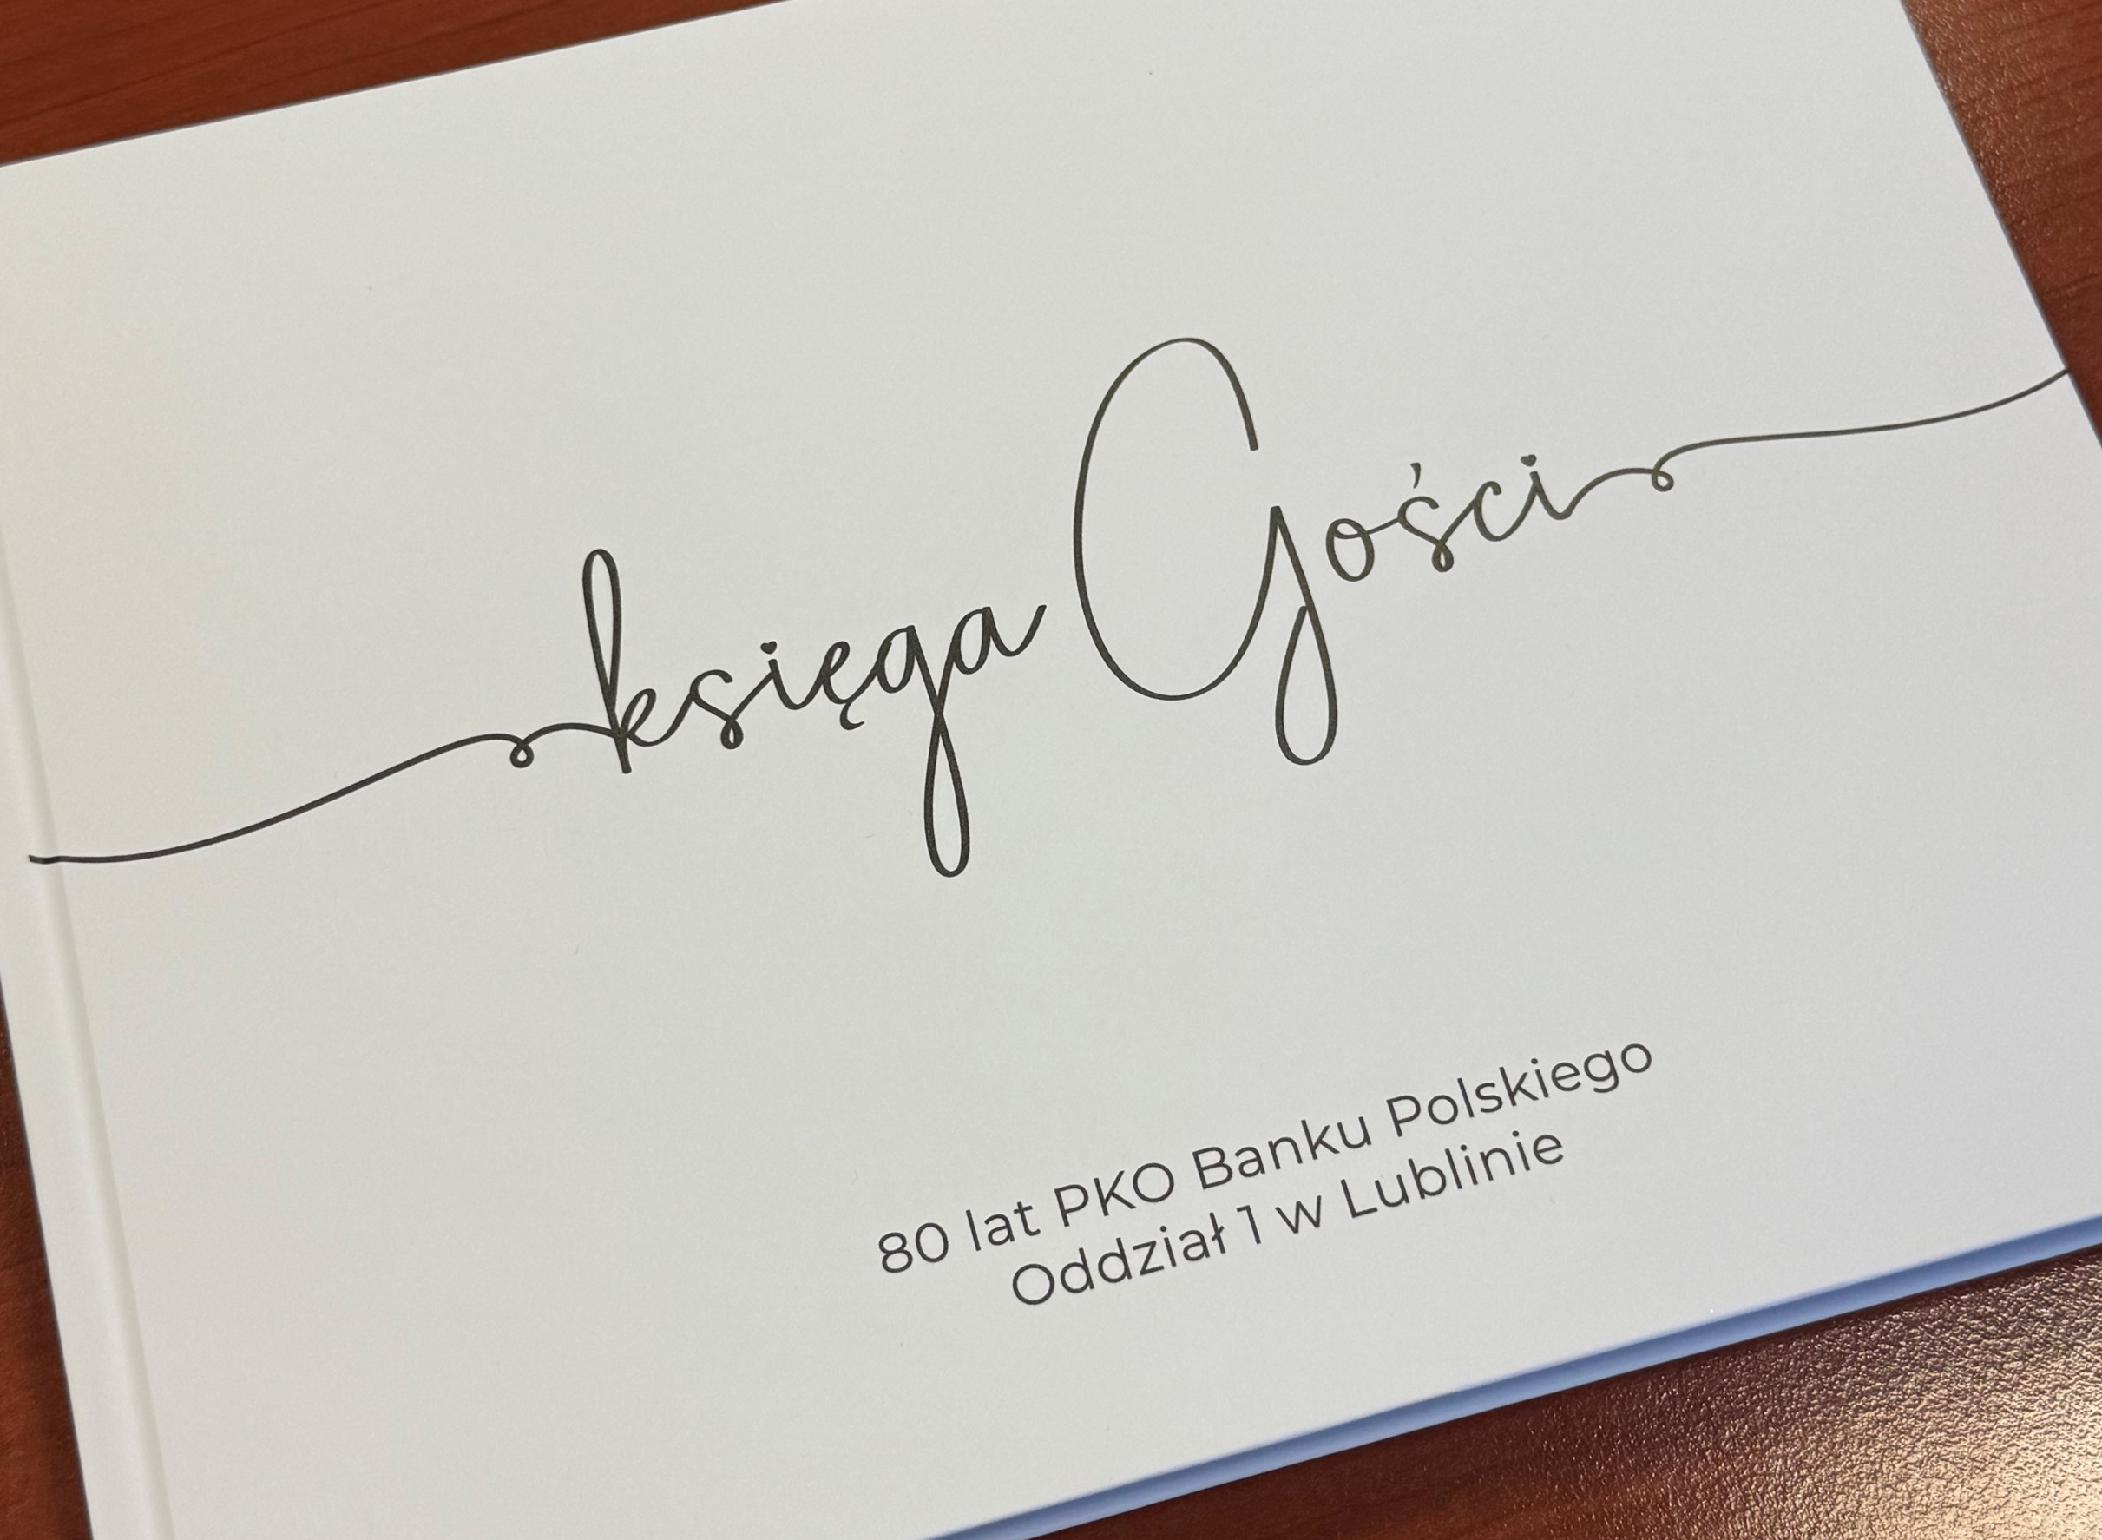 księga Gości
80 lat PKO Banku Polskiego
Oddział 1 w Lublinie